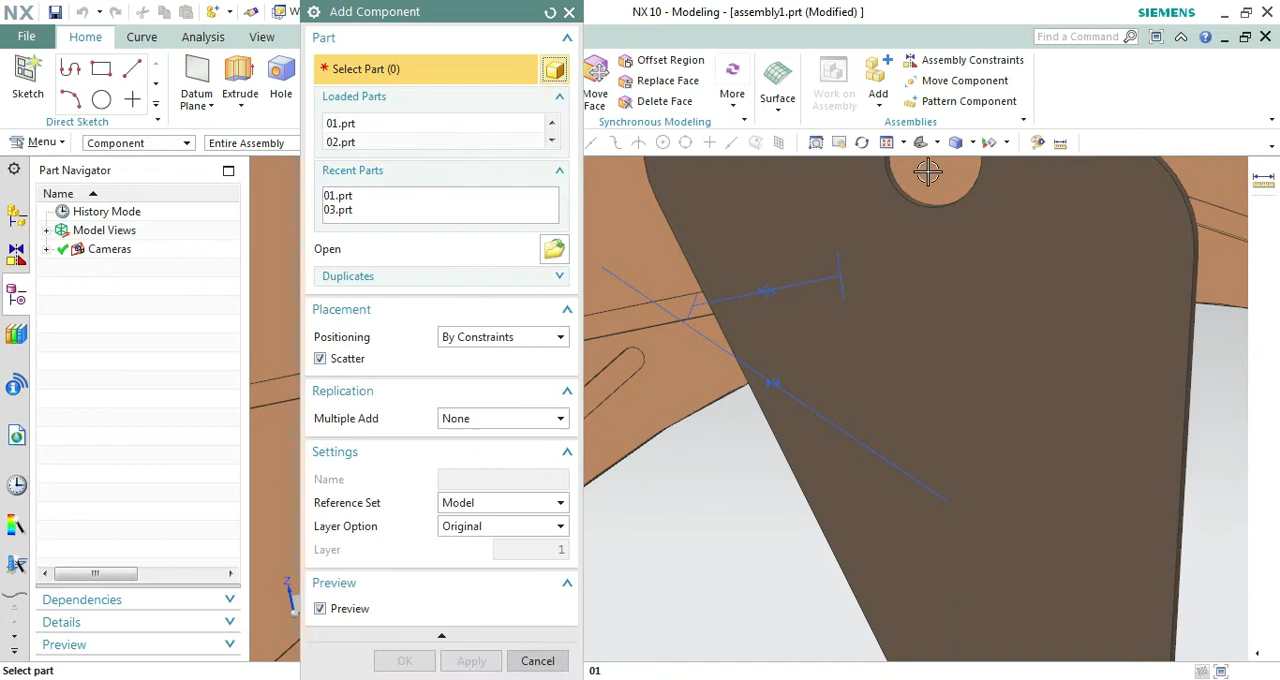 NX
W
Add Component
NX 10 - Modeling - [assembly1.prt (Modified) ]
SIEMENS
File
Home
Curve
Analysis
View
Find a Command
Sketch
Datum Plane
Extrude
Hole
Direct Sketch
Move Face
Offset Region
Replace Face
Delete Face
More
Surface
Synchronous Modeling
Work on Assembly
Add
Assembly Constraints
Move Component
Pattern Component
Assemblies
Menu
Component
Entire Assembly
Part
* Select Part (0)
Loaded Parts
01.prt
02.prt
Recent Parts
01.prt
03.prt
Open
Duplicates
Placement
Positioning
By Constraints
Scatter
Replication
Multiple Add
None
Settings
Name
Reference Set
Model
Layer Option
Original
Layer
1
Preview
Preview
OK
Apply
Cancel
Part Navigator
Name
History Mode
Model Views
Cameras
Dependencies
Details
Preview
Z
Select part
01